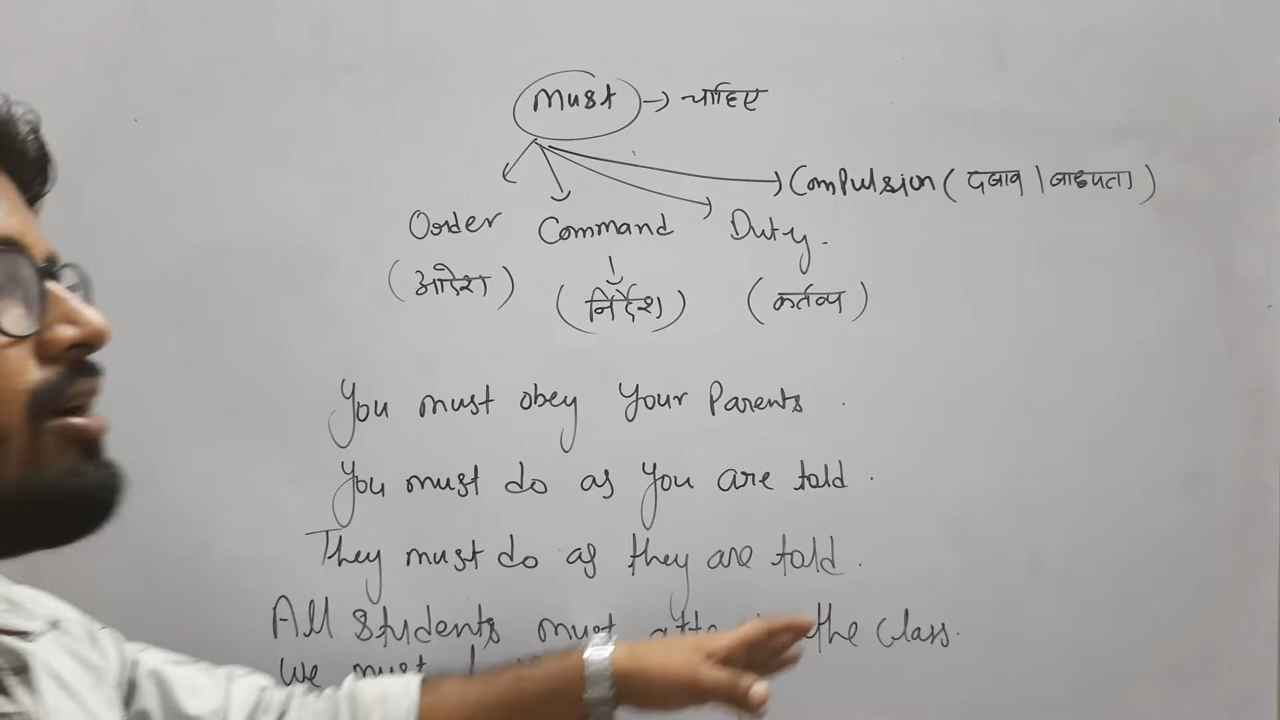 Must → चाहिए
Compulsion (दबाव | बाध्यता)
Order Command Duty.
(आदेश) (निर्देश) (कर्तव्य)
You must obey your Parents.
You must do as you are told.
They must do as they are told.
All students must the class.
We must